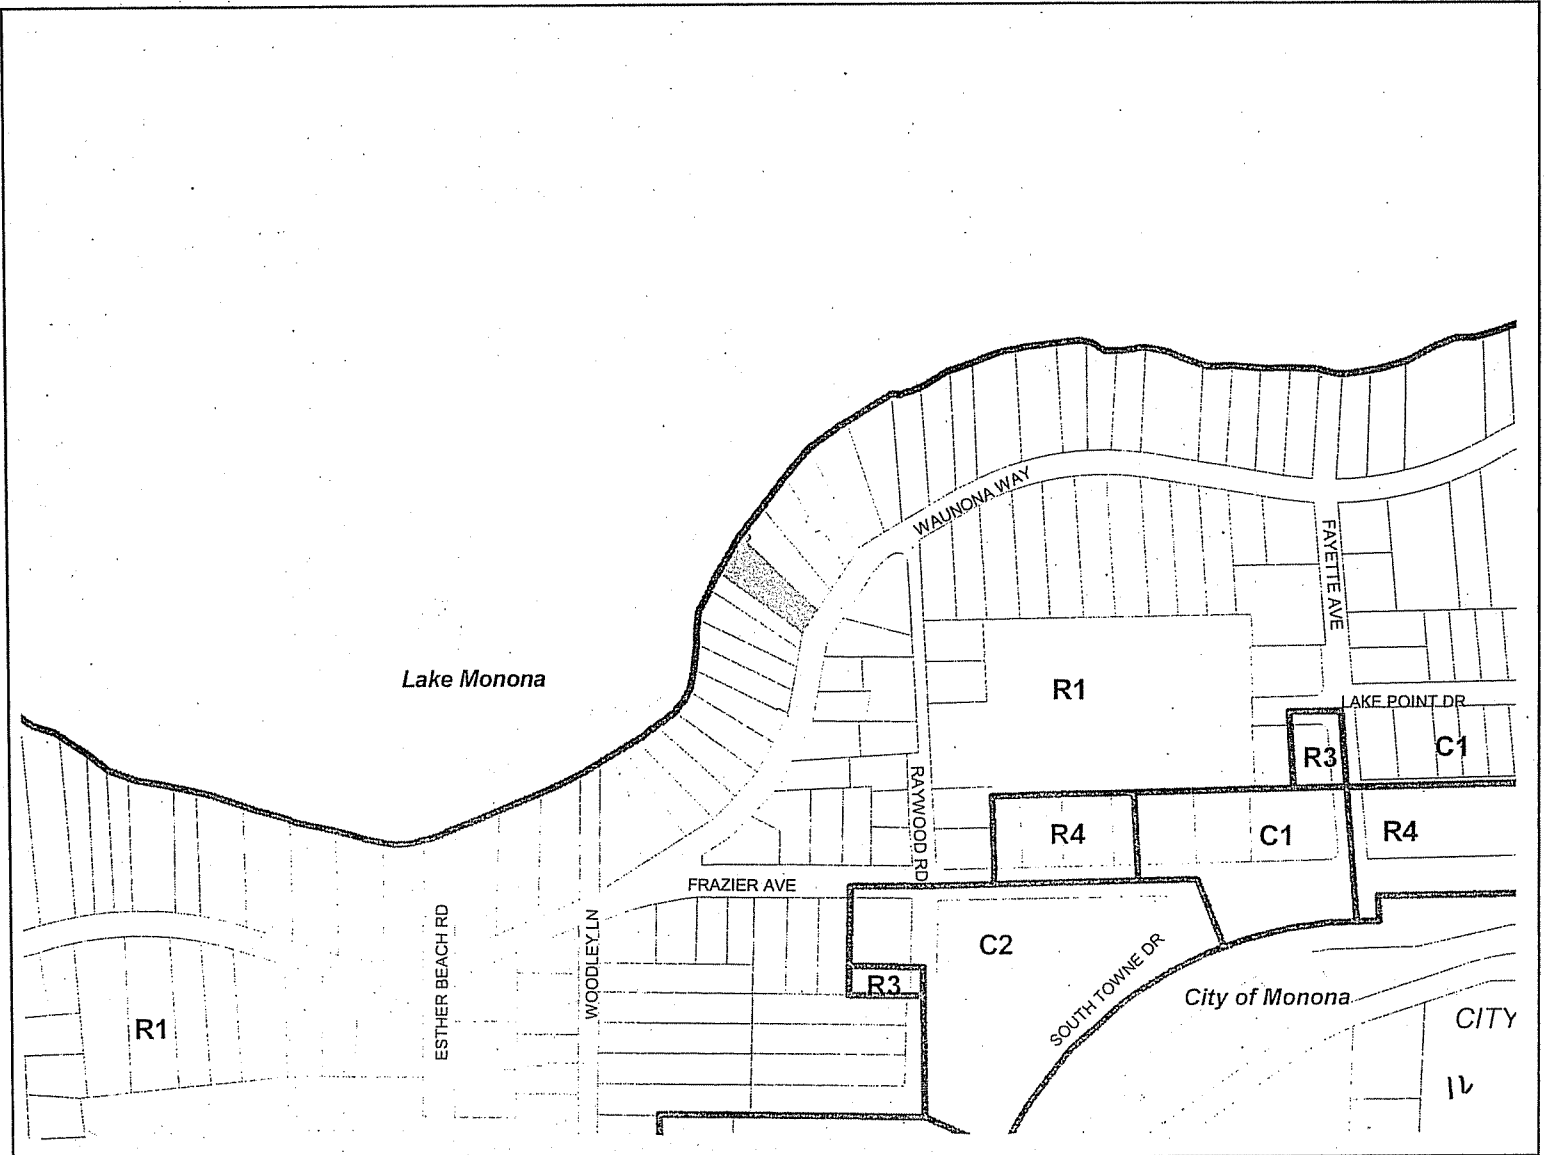 WAUNONA WAY
FAYETTE AVE
Lake Monona
R1
LAKE POINT DR
R3
C1
RAYWOOD RD
R4
C1
R4
FRAZIER AVE
ESTHER BEACH RD
WOODLEY LN
C2
SOUTH TOWNE DR
R3
City of Monona
CITY
R1
12